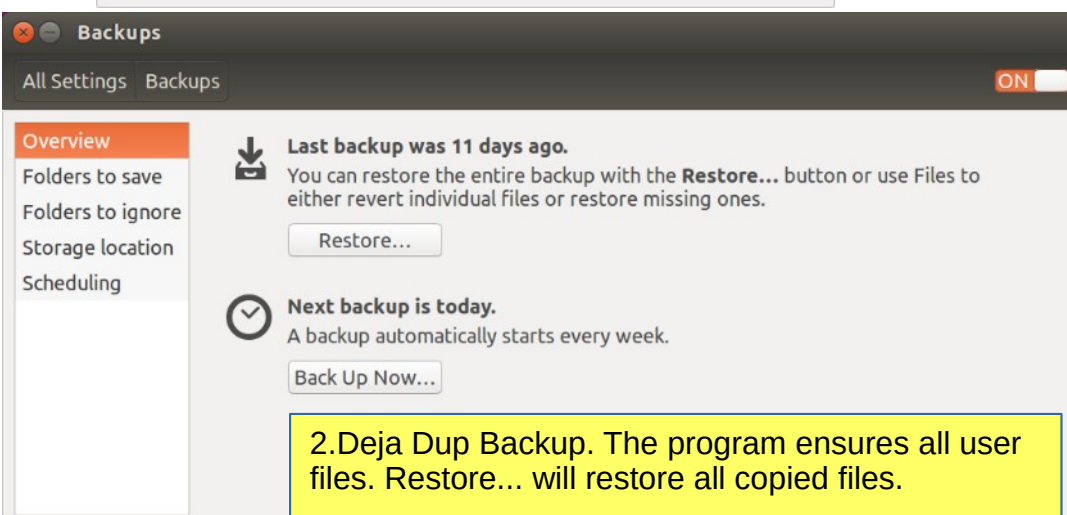 Backups
All Settings Backups ON
Overview
Folders to save
Folders to ignore
Storage location
Scheduling
Last backup was 11 days ago.
You can restore the entire backup with the Restore... button or use Files to
either revert individual files or restore missing ones.
Restore...
Next backup is today.
A backup automatically starts every week.
Back Up Now...
2.Deja Dup Backup. The program ensures all user
files. Restore... will restore all copied files.